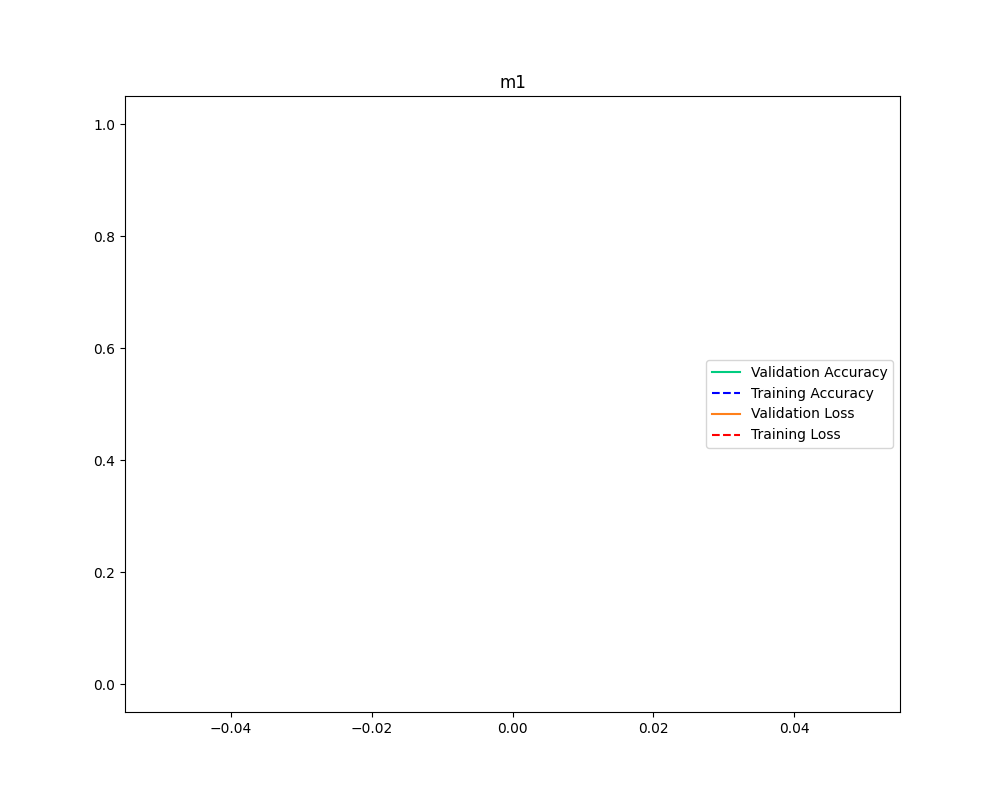 m1
1.0
0.8
0.6
0.4
0.2
0.0
Validation Accuracy
Training Accuracy
Validation Loss
Training Loss
−0.04 −0.02 0.00 0.02 0.04